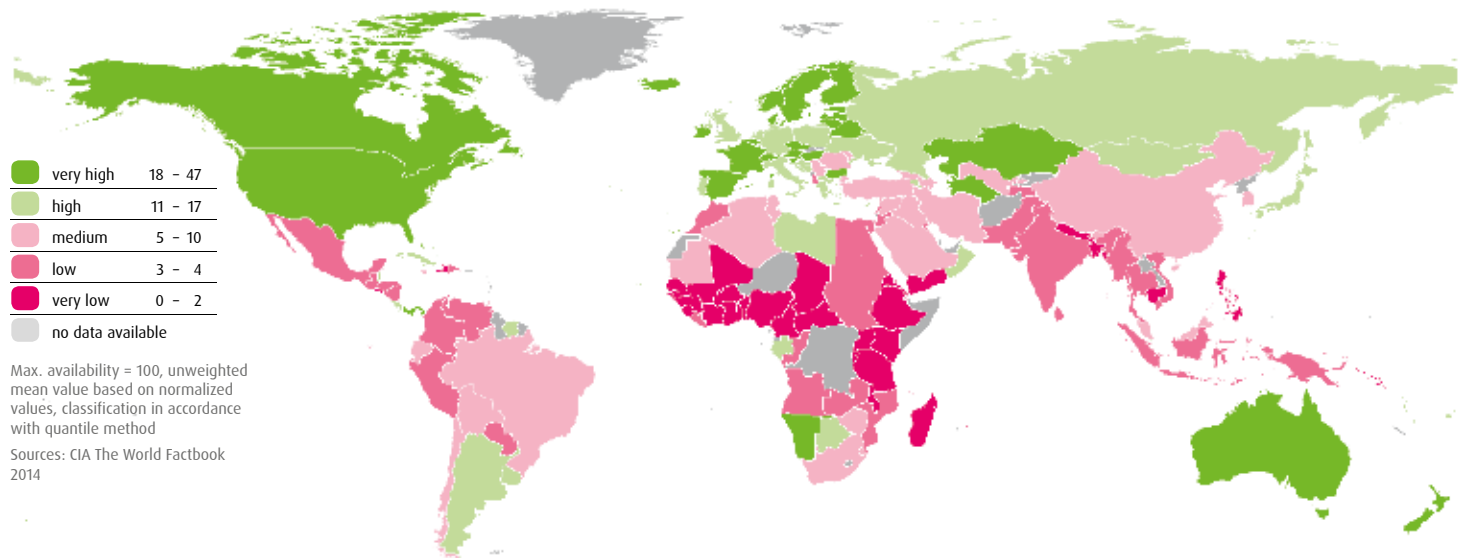 very high 18 – 47
high 11 – 17
medium 5 – 10
low 3 – 4
very low 0 – 2
no data available
Max. availability = 100, unweighted
mean value based on normalized
values, classification in accordance
with quantile method
Sources: CIA The World Factbook
2014